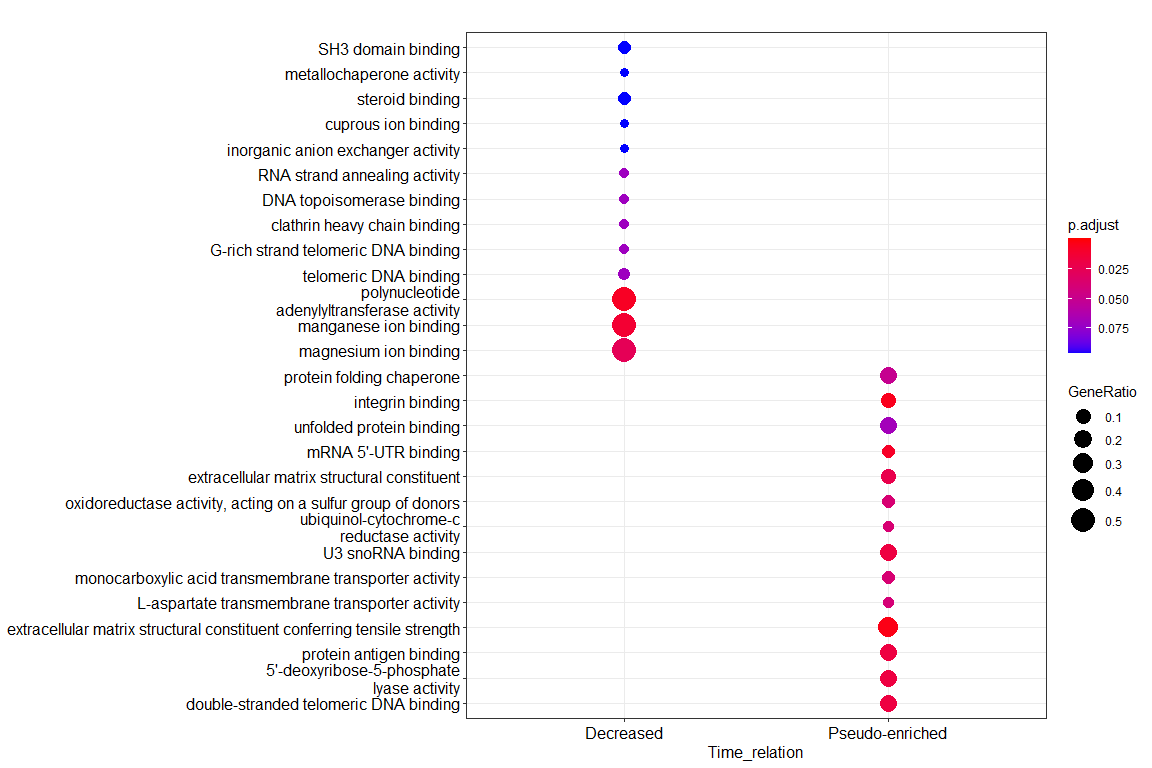 SH3 domain binding
metallochaperone activity
steroid binding
cuprous ion binding
inorganic anion exchanger activity
RNA strand annealing activity
DNA topoisomerase binding
clathrin heavy chain binding
G-rich strand telomeric DNA binding
telomeric DNA binding
polynucleotide
adenylyltransferase activity
manganese ion binding
magnesium ion binding
protein folding chaperone
integrin binding
unfolded protein binding
mRNA 5'-UTR binding
extracellular matrix structural constituent
oxidoreductase activity, acting on a sulfur group of donors
ubiquinol-cytochrome-c
reductase activity
U3 snoRNA binding
monocarboxylic acid transmembrane transporter activity
L-aspartate transmembrane transporter activity
extracellular matrix structural constituent conferring tensile strength
protein antigen binding
5'-deoxyribose-5-phosphate
lyase activity
double-stranded telomeric DNA binding
Decreased
Pseudo-enriched
Time_relation
p.adjust
0.025
0.050
0.075
GeneRatio
0.1
0.2
0.3
0.4
0.5